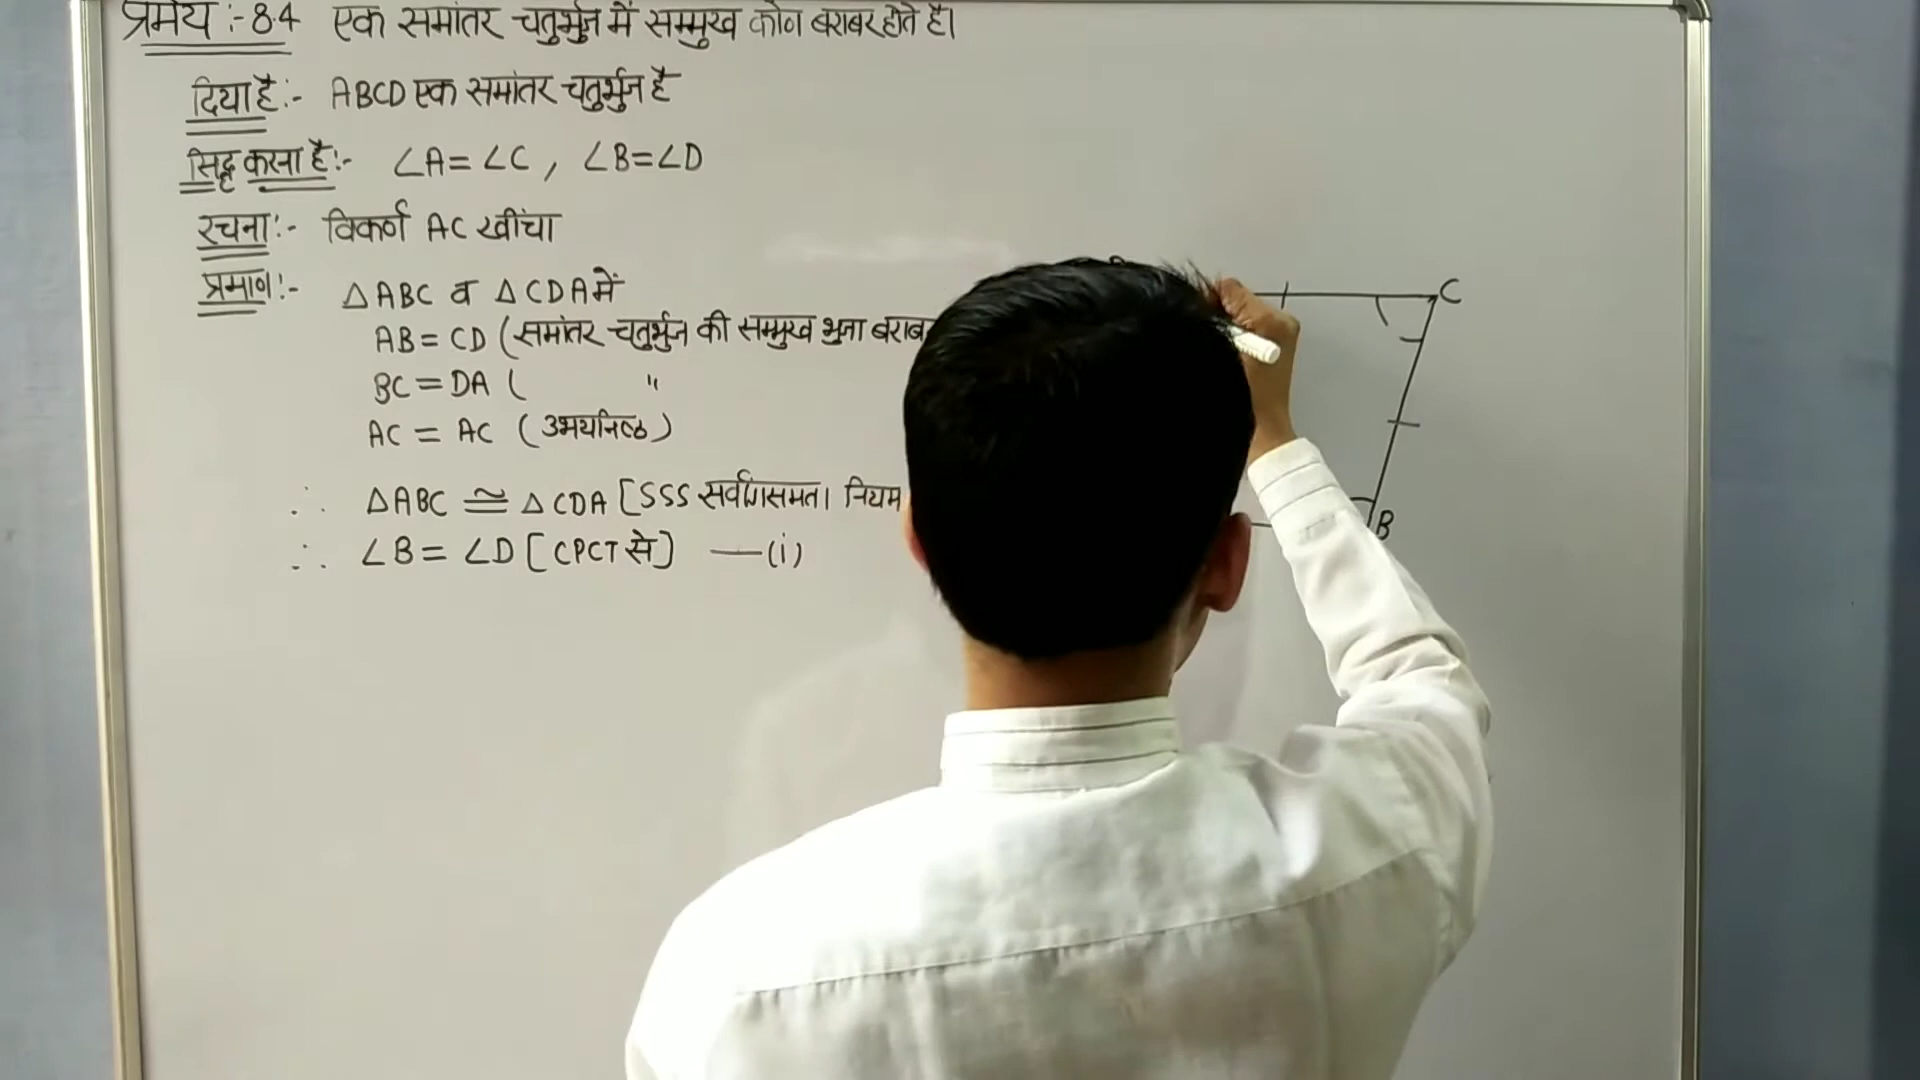 प्रमेय :- 8.4 एक समांतर चतुर्भुज में सम्मुख कोण बराबर होते है।
दिया है :- ABCD एक समांतर चतुर्भुज है
सिद्ध करना है :- ∠A = ∠C , ∠B = ∠D
रचना :- विकर्ण AC खींचा
प्रमाण :- △ABC व △CDA में
AB = CD (समांतर चतुर्भुज की सम्मुख भुजा
BC = DA ( "
AC = AC (उभयनिष्ठ)
∴ △ABC ≅ △CDA [SSS सर्वांगसमता नियम
∴ ∠B = ∠D [CPCT से] —(i)
C
B